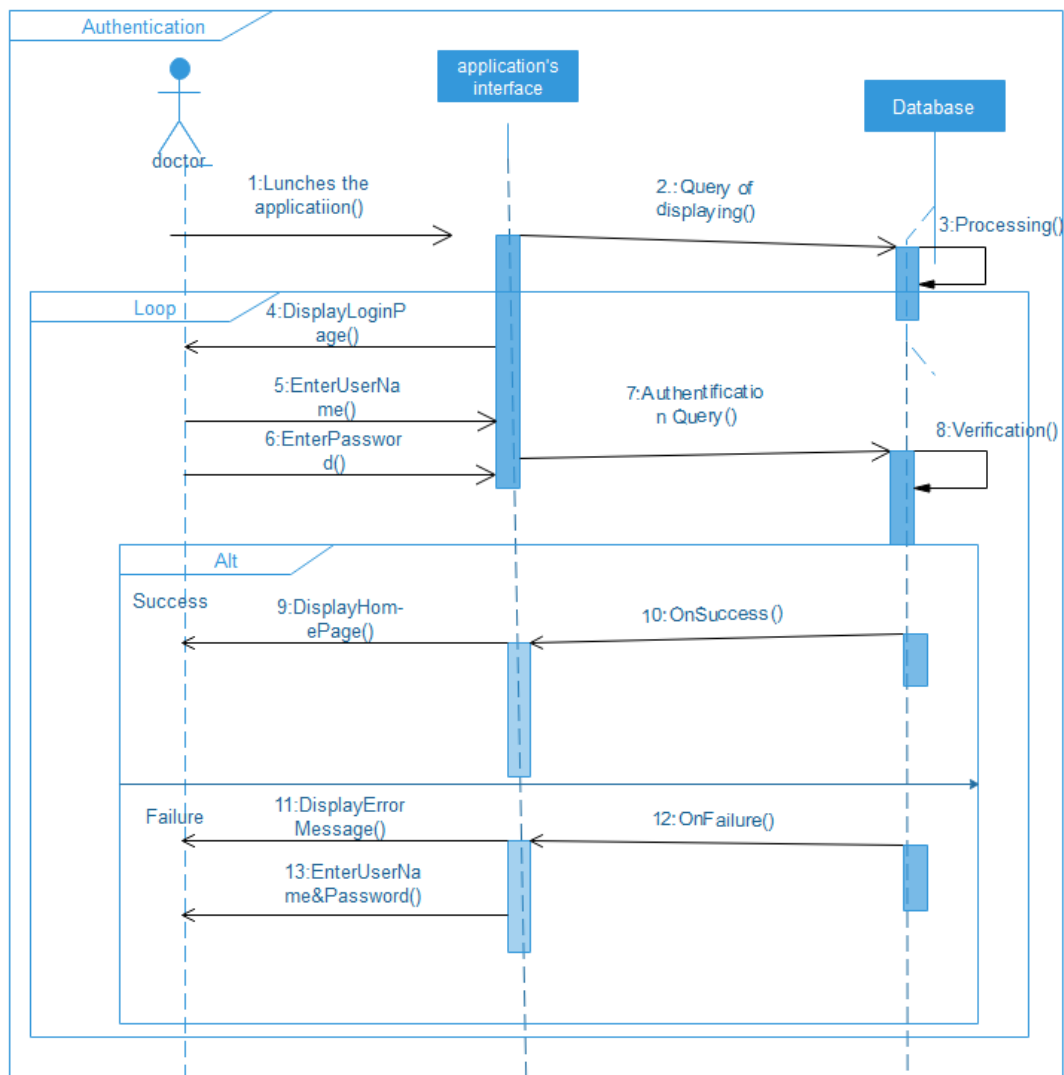 Authentication
application's
interface
Database
doctor
1:Lunches the
applicatiion()
2.:Query of
displaying()
3:Processing()
Loop
4:DisplayLoginP
age()
5:EnterUserNa
me()
7:Authentificatio
n Query()
6:EnterPasswor
d()
8:Verification()
Alt
Success
9:DisplayHom-
ePage()
10:OnSuccess()
Failure
11:DisplayError
Message()
12:OnFailure()
13:EnterUserNa
me&Password()